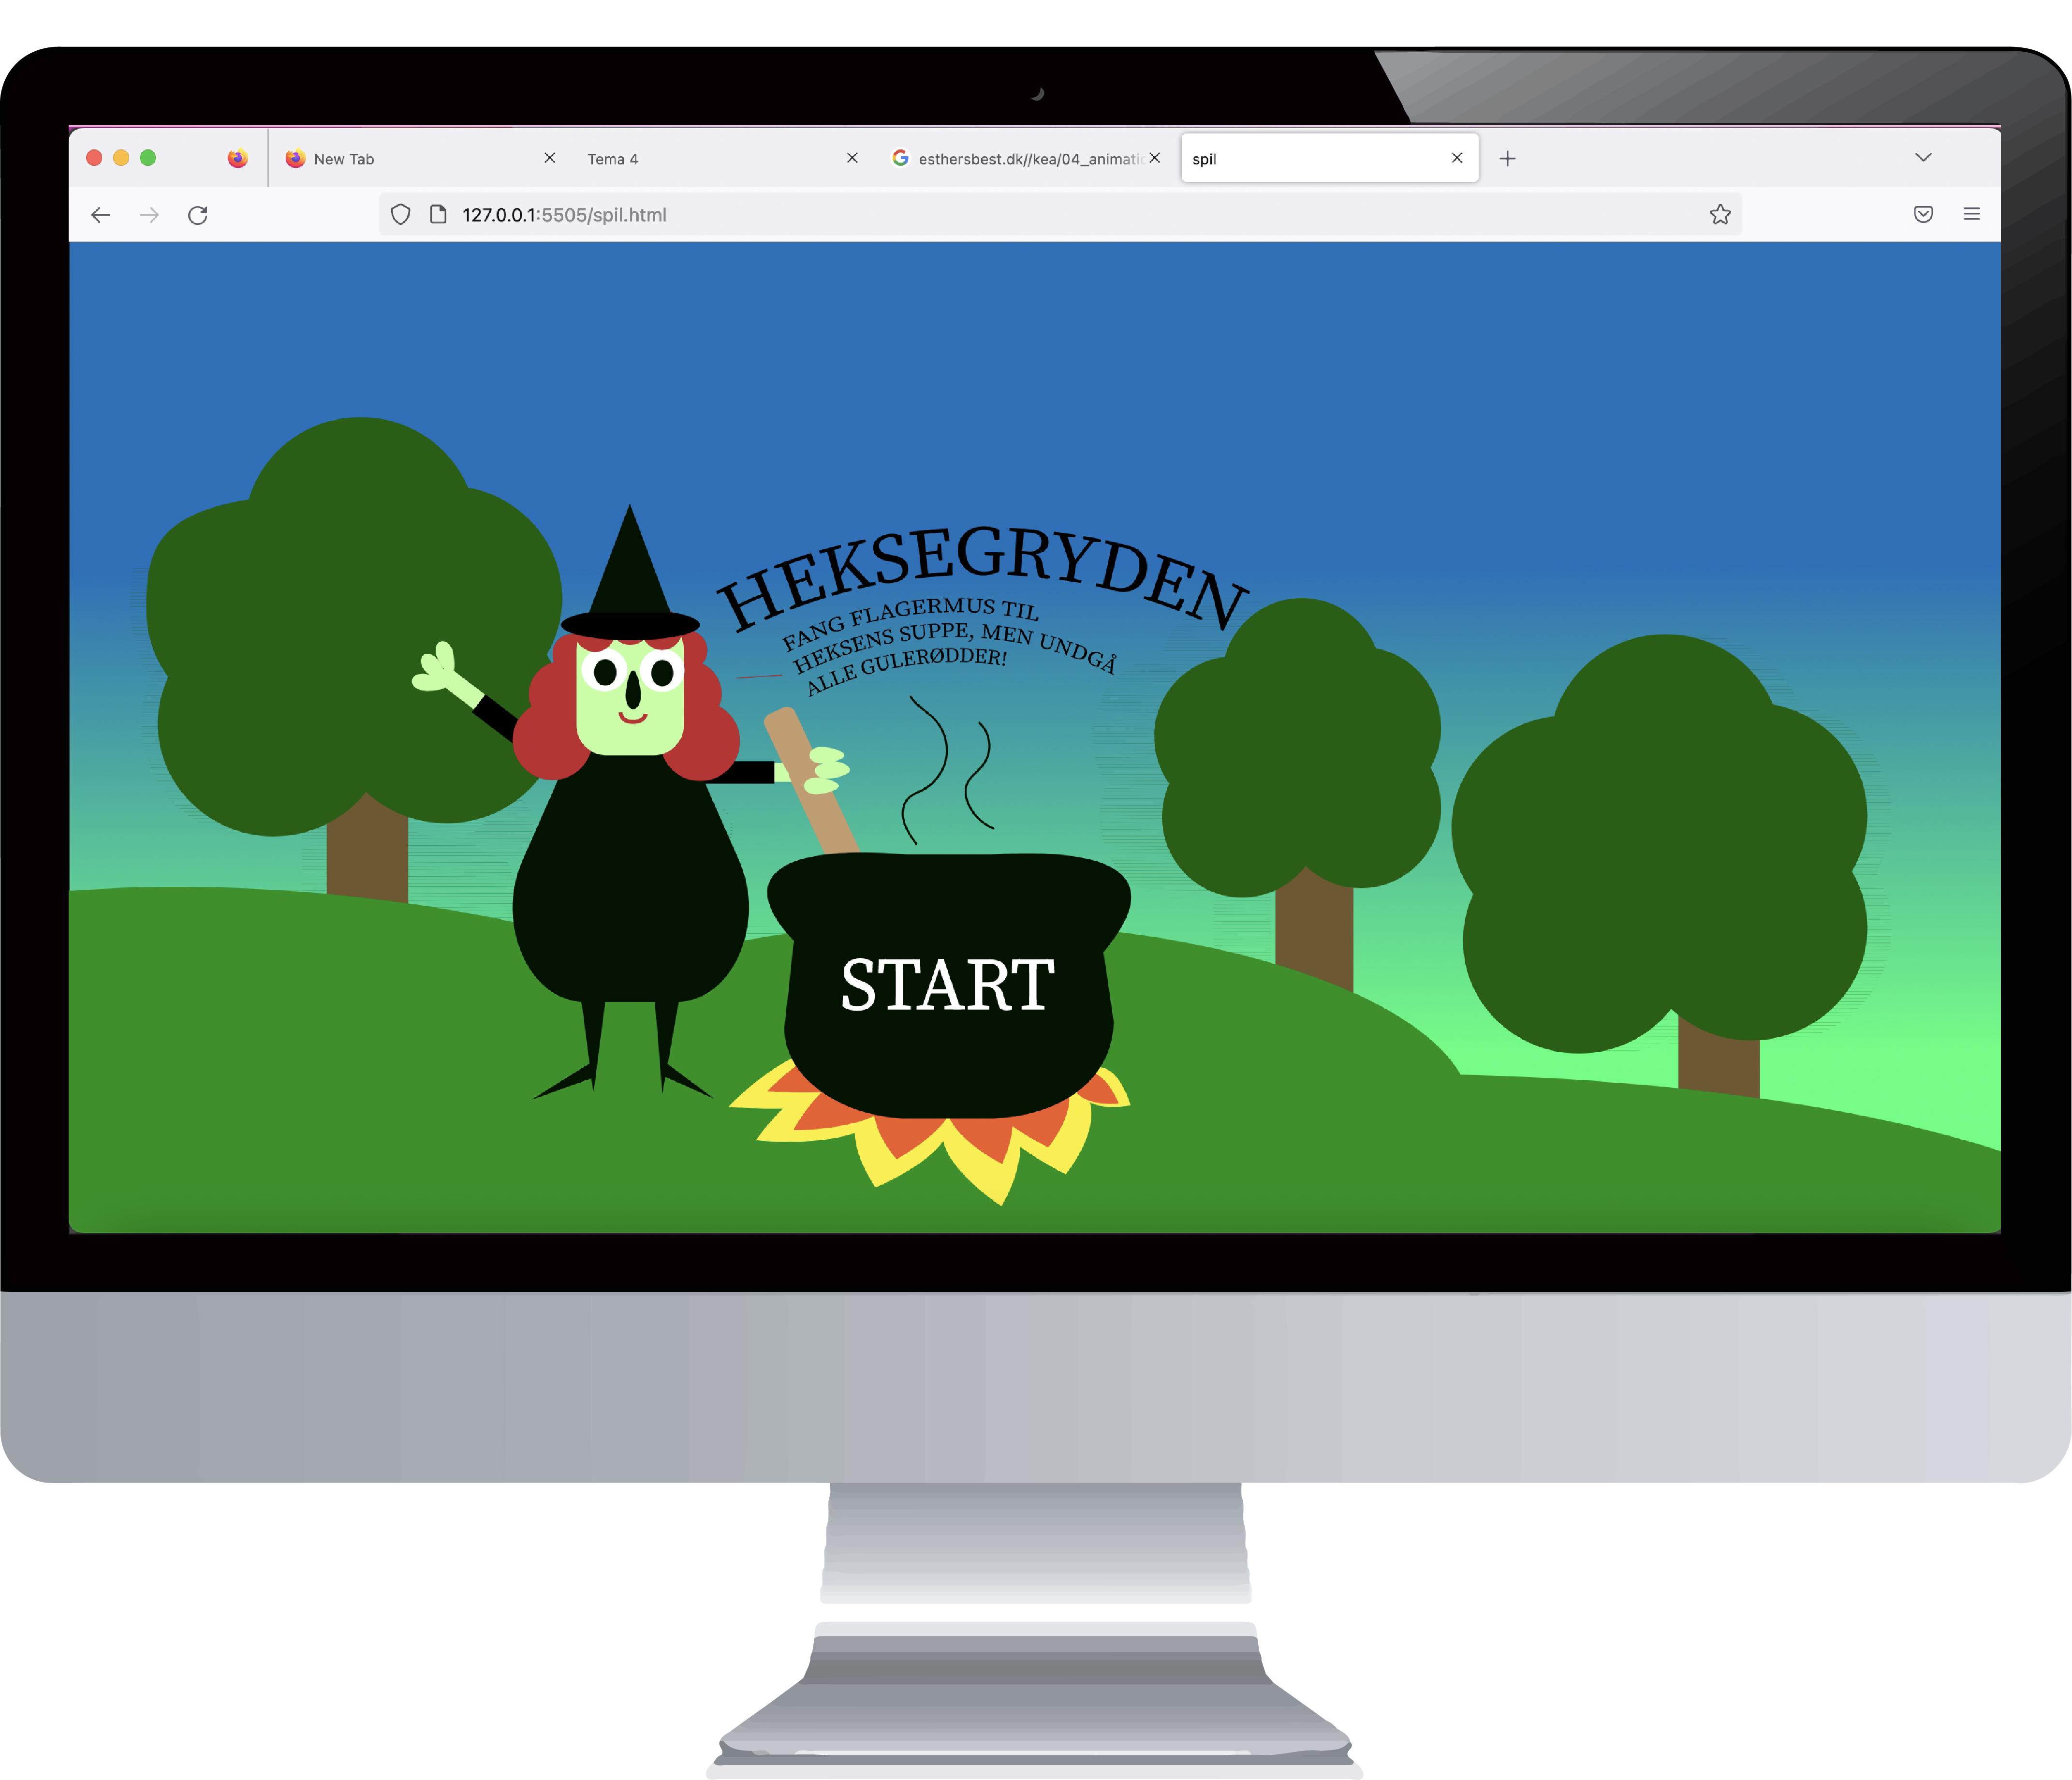 New Tab
Tema 4
esthersbest.dk//kea/04_animatic
spil
127.0.0.1:5505/spil.html
HEKSEGRYDEN
FANG FLAGERMUS TIL
HEKSENS SUPPE, MEN UNDGÅ
ALLE GULERØDDER!
START